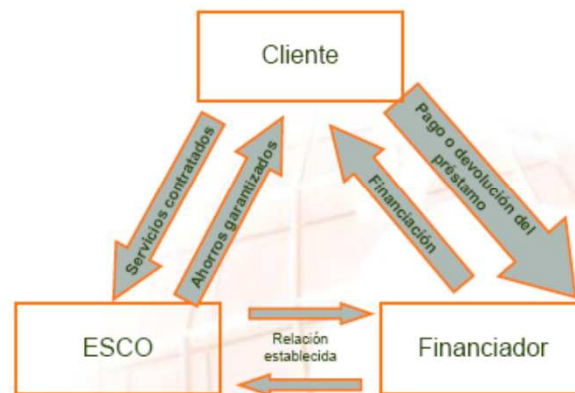 Cliente
Servicios contratados
Ahorros garantizados
Financiación
Pago o devolución del
préstamo
ESCO
Relación
establecida
Financiador